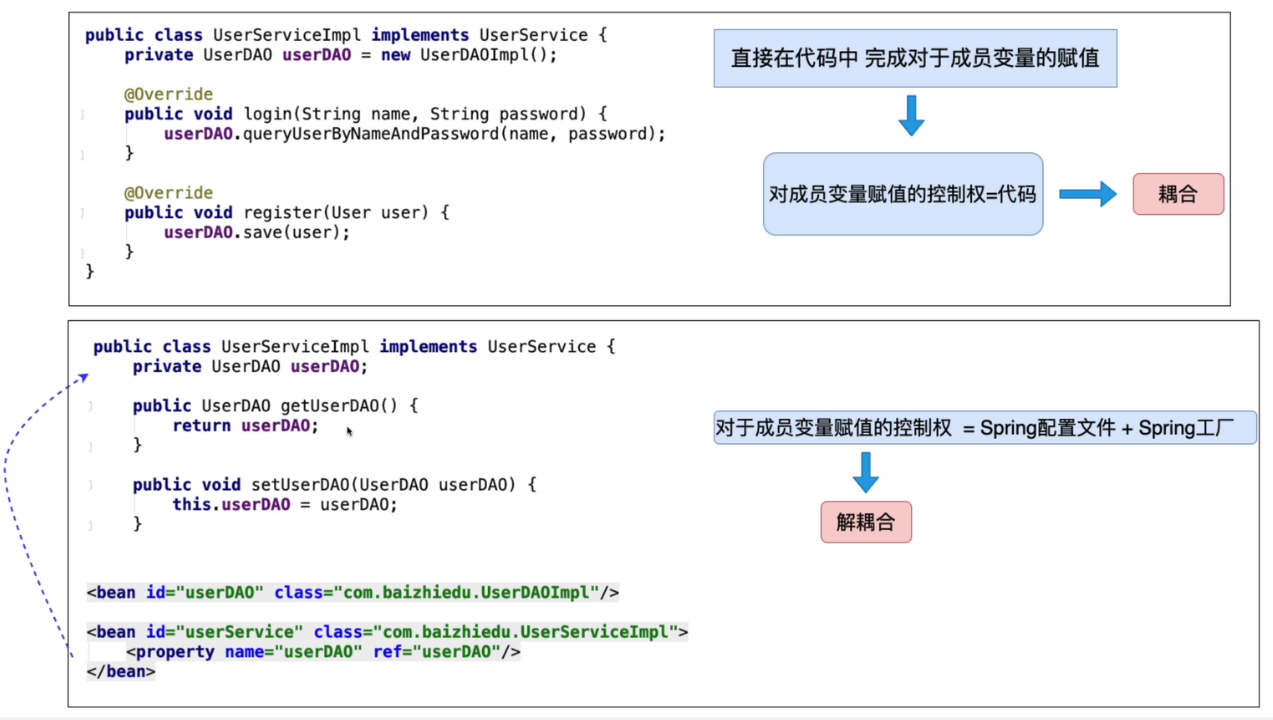 public class UserServiceImpl implements UserService {
    private UserDAO userDAO = new UserDAOImpl();
    @Override
    public void login(String name, String password) {
        userDAO.queryUserByNameAndPassword(name, password);
    }
    @Override
    public void register(User user) {
        userDAO.save(user);
    }
}
直接在代码中 完成对于成员变量的赋值
对成员变量赋值的控制权=代码
耦合
public class UserServiceImpl implements UserService {
    private UserDAO userDAO;
    public UserDAO getUserDAO() {
        return userDAO;
    }
    public void setUserDAO(UserDAO userDAO) {
        this.userDAO = userDAO;
    }
<bean id="userDAO" class="com.baizhiedu.UserDAOImpl"/>
<bean id="userService" class="com.baizhiedu.UserServiceImpl">
    <property name="userDAO" ref="userDAO"/>
</bean>
对于成员变量赋值的控制权 = Spring配置文件 + Spring工厂
解耦合